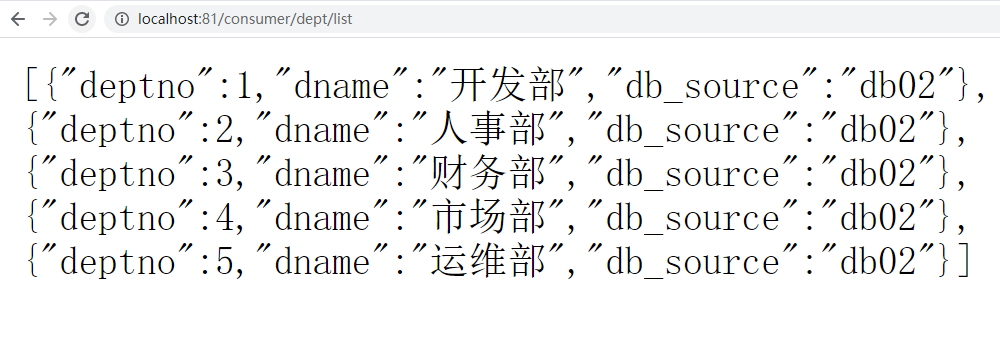 localhost:81/consumer/dept/list
[{"deptno":1,"dname":"开发部","db_source":"db02"},
{"deptno":2,"dname":"人事部","db_source":"db02"},
{"deptno":3,"dname":"财务部","db_source":"db02"},
{"deptno":4,"dname":"市场部","db_source":"db02"},
{"deptno":5,"dname":"运维部","db_source":"db02"}]